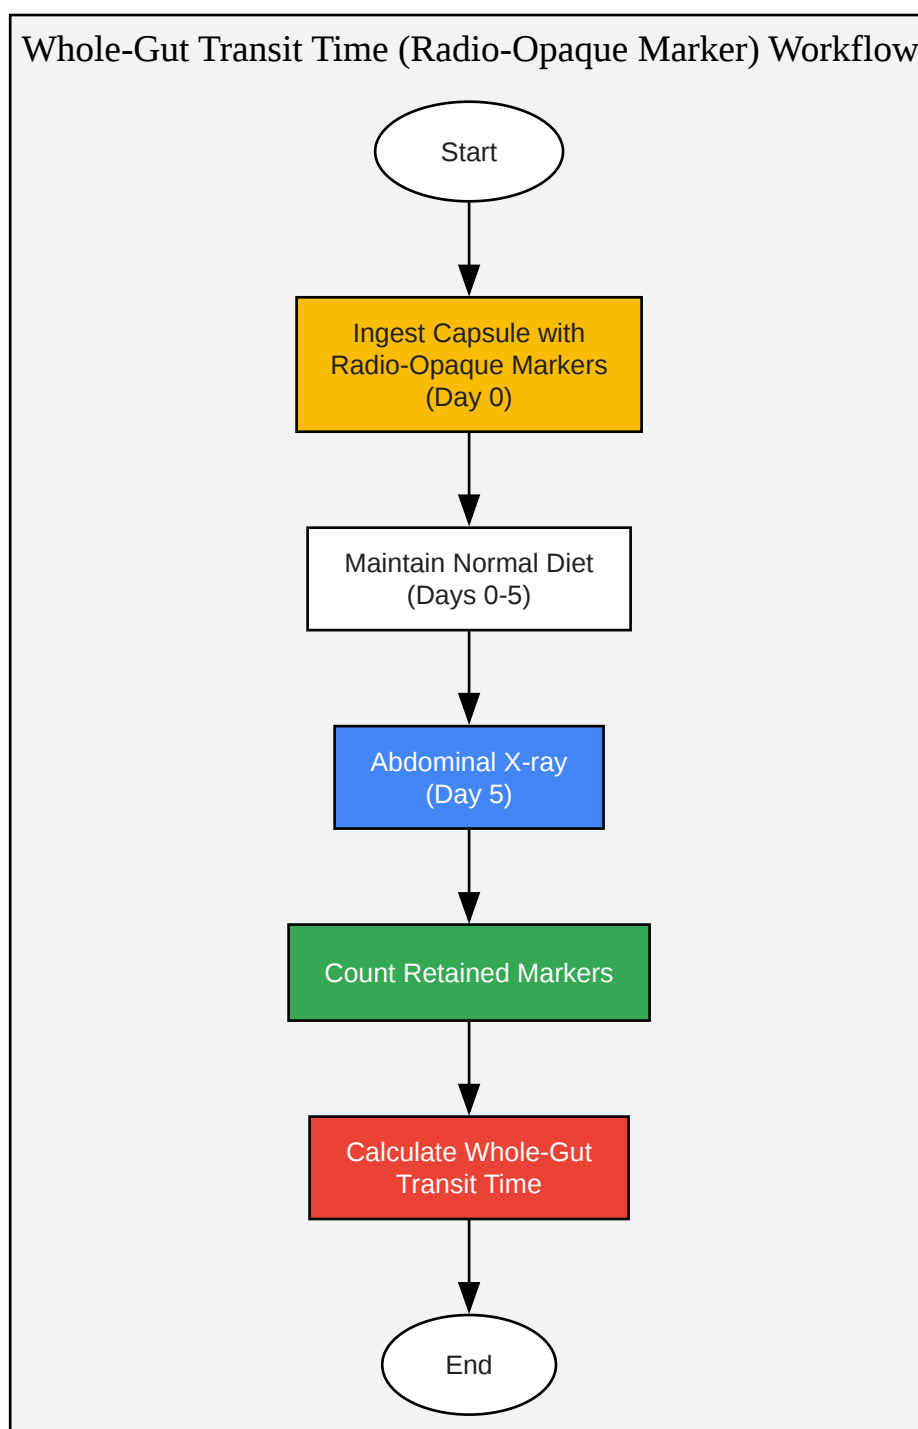 Whole-Gut Transit Time (Radio-Opaque Marker) Workflow
Start
Ingest Capsule with
Radio-Opaque Markers
(Day 0)
Maintain Normal Diet
(Days 0-5)
Abdominal X-ray
(Day 5)
Count Retained Markers
Calculate Whole-Gut
Transit Time
End